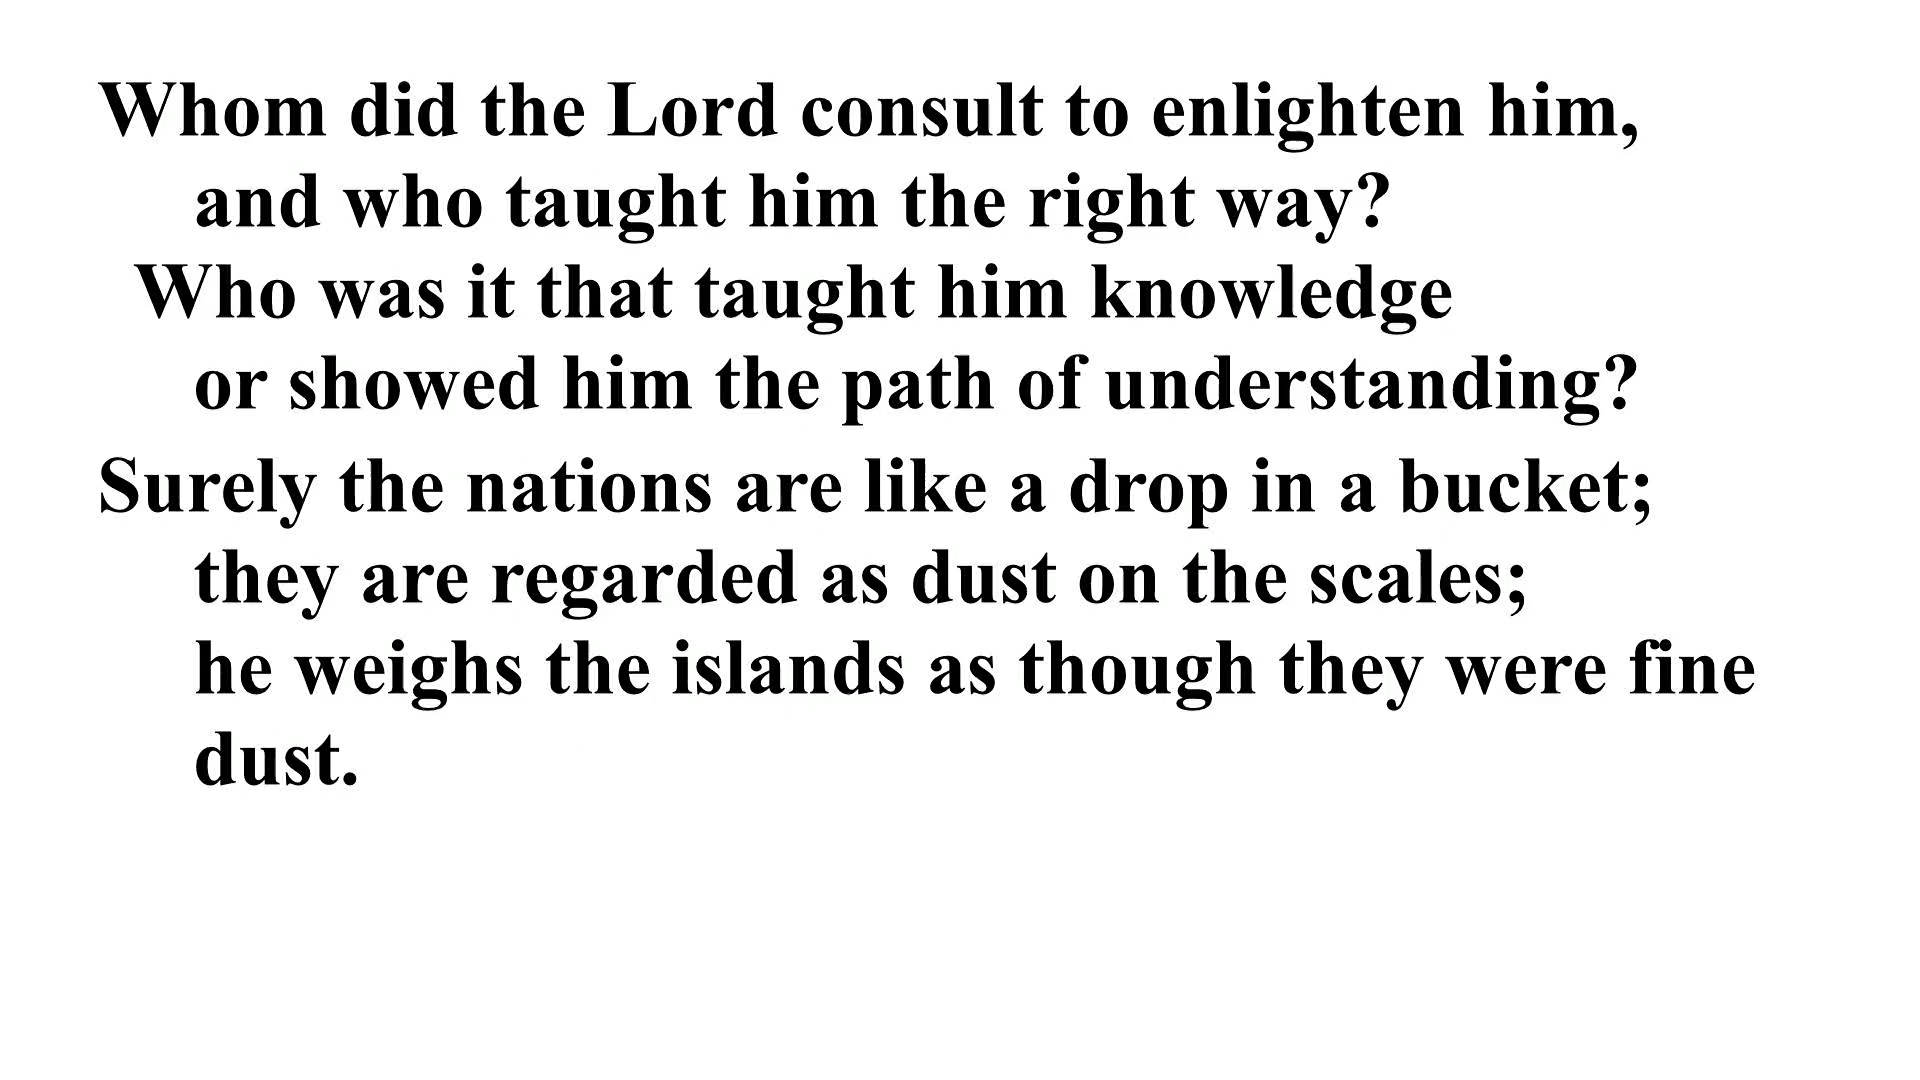 Whom did the Lord consult to enlighten him,
and who taught him the right way?
Who was it that taught him knowledge
or showed him the path of understanding?
Surely the nations are like a drop in a bucket;
they are regarded as dust on the scales;
he weighs the islands as though they were fine
dust.